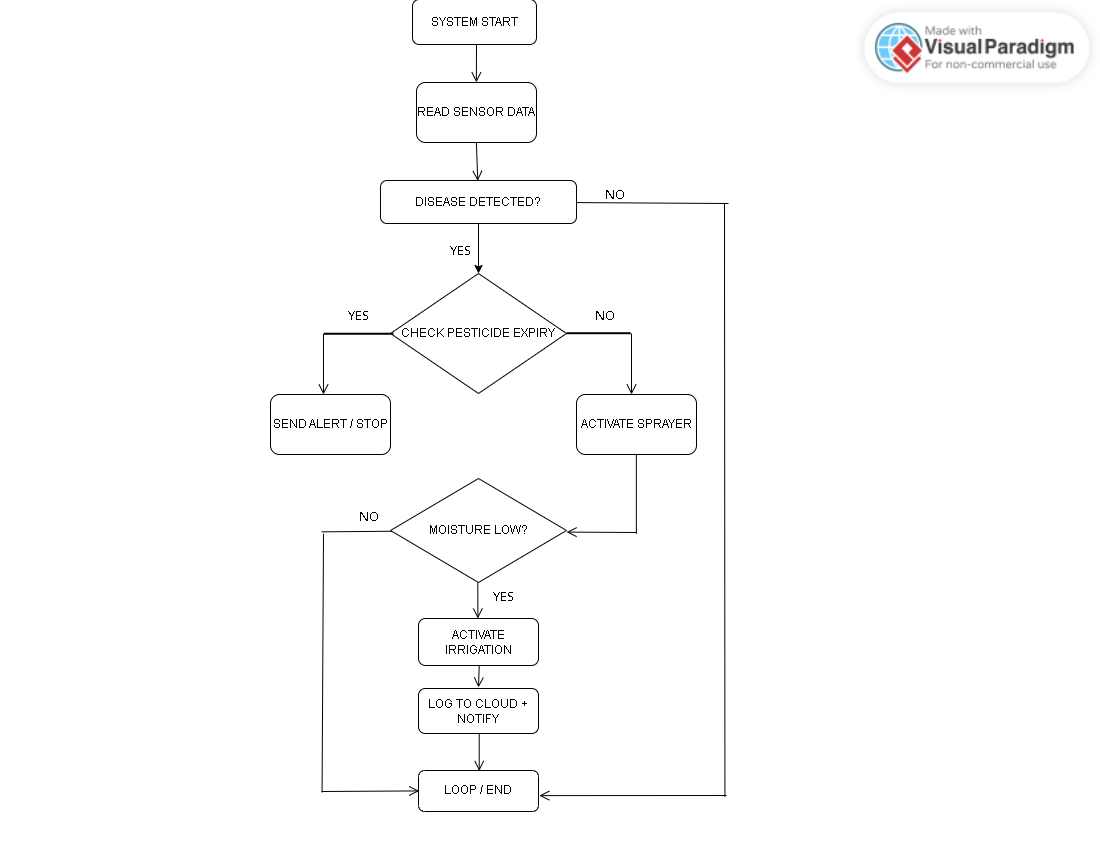 SYSTEM START
Made with
Visual Paradigm
For non-commercial use
READ SENSOR DATA
DISEASE DETECTED?
NO
YES
YES
NO
CHECK PESTICIDE EXPIRY
SEND ALERT / STOP
ACTIVATE SPRAYER
NO
MOISTURE LOW?
YES
ACTIVATE
IRRIGATION
LOG TO CLOUD +
NOTIFY
LOOP / END